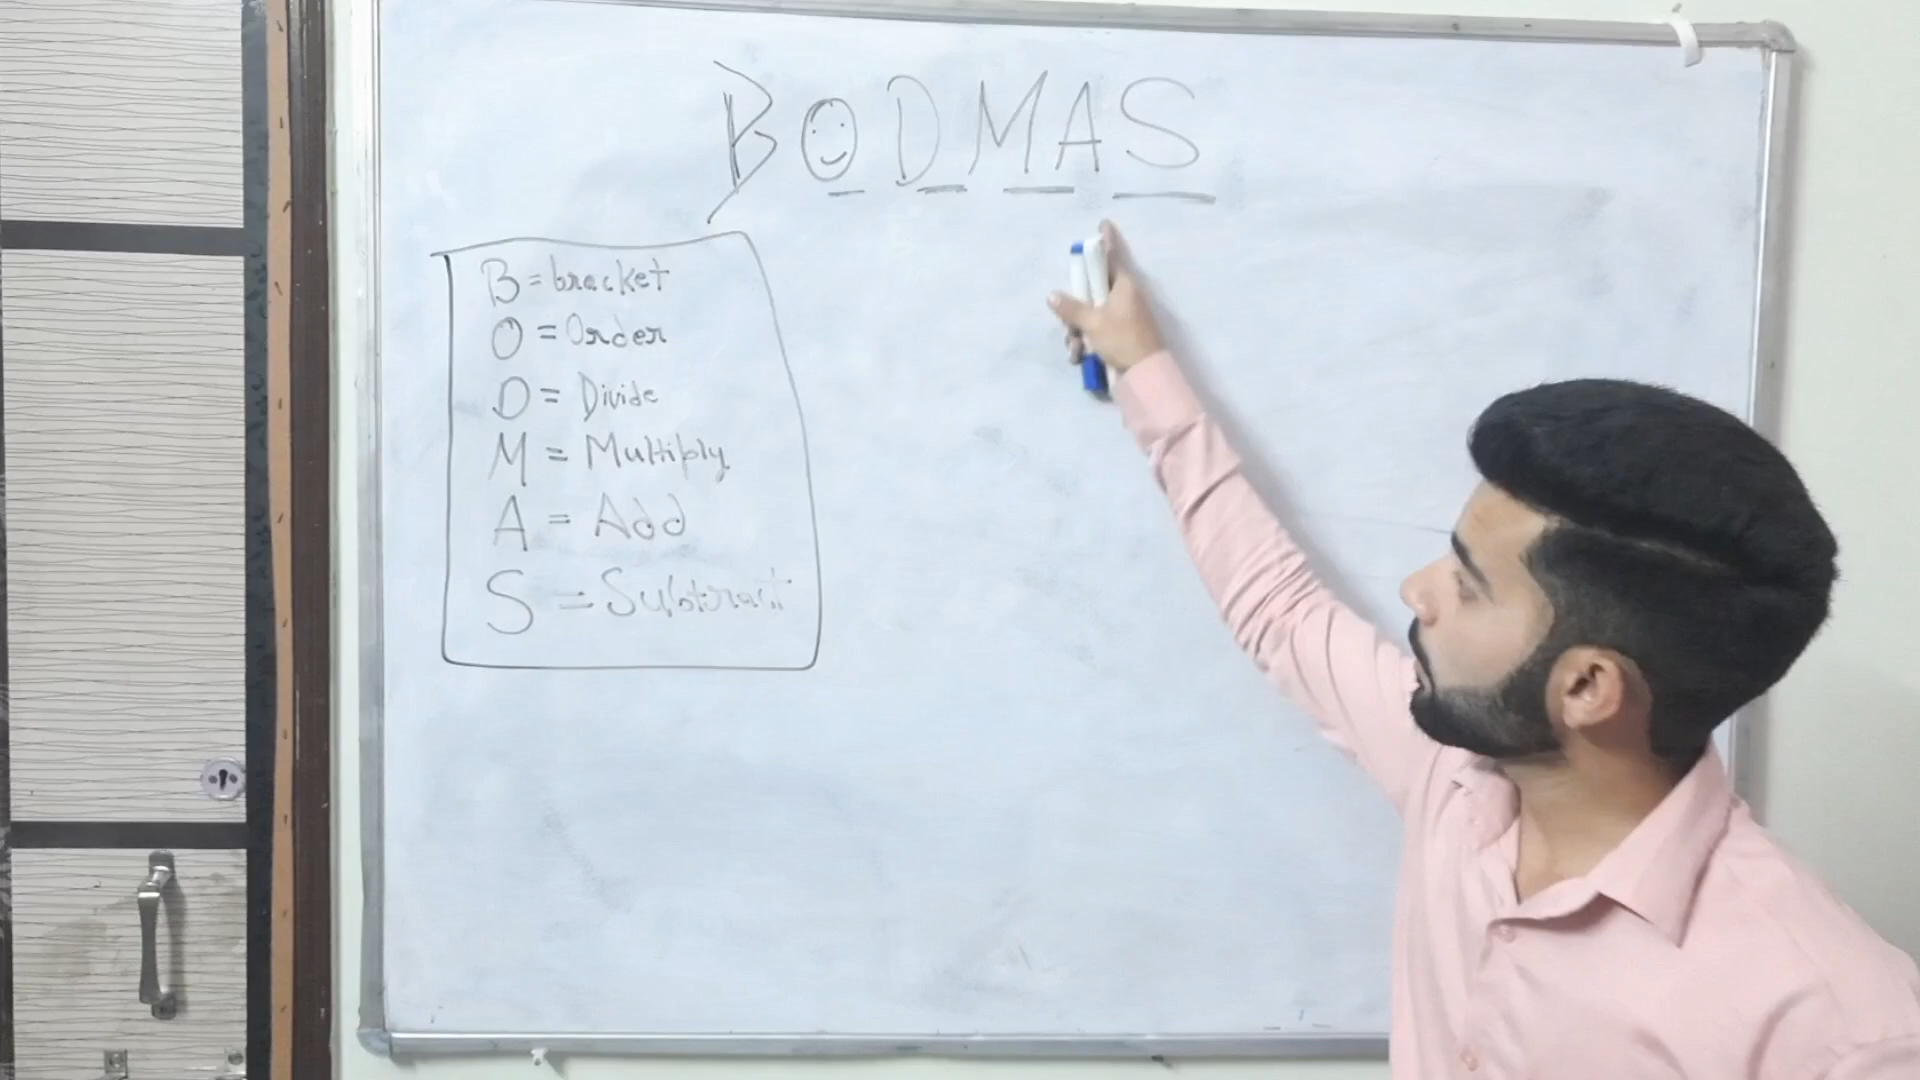 BODMAS
B = bracket
O = Order
D = Divide
M = Multiply
A = Add
S = Subtract